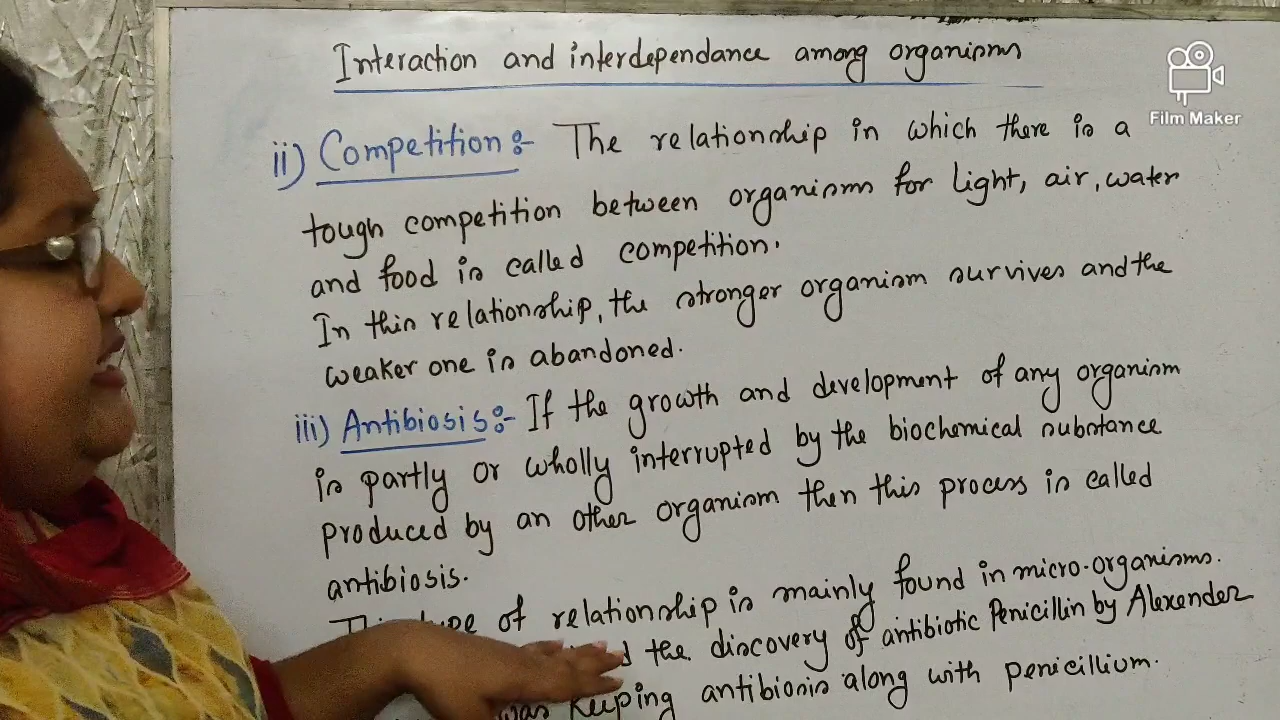 Interaction and interdependance among organisms
Film Maker
ii) Competition:- The relationship in which there is a
tough competition between organisms for light, air, water
and food is called competition.
In this relationship, the stronger organism survives and the
weaker one is abandoned.
iii) Antibiosis:- If the growth and development of any organism
is partly or wholly interrupted by the biochemical substance
produced by an other organism then this process is called
antibiosis.
of relationship is mainly found in micro-organisms.
the discovery of antibiotic Penicillin by Alexender
was keeping antibiosis along with penicillium.